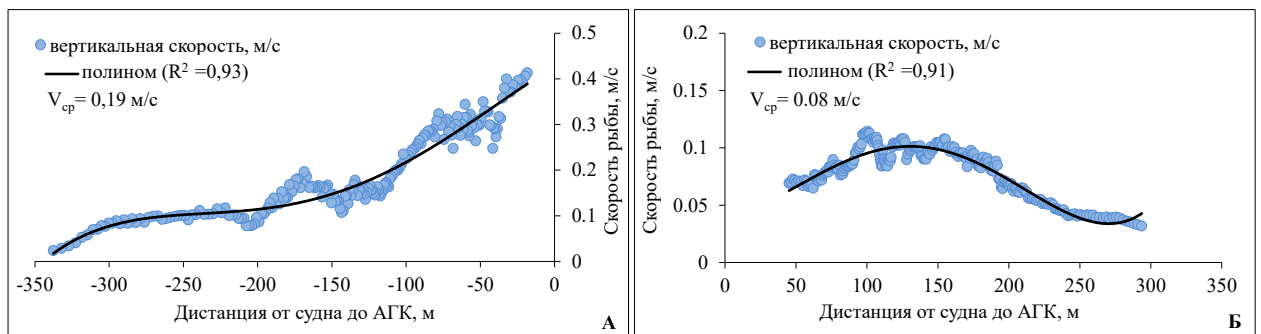 вертикальная скорость, м/с
полином (R² =0,93)
Vср= 0,19 м/с
0.5
0.4
0.3
0.2
0.1
0
Скорость рыбы, м/с
-350 -300 -250 -200 -150 -100 -50 0
Дистанция от судна до АГК, м
А
вертикальная скорость, м/с
полином (R² =0,91)
Vср= 0.08 м/с
0.2
0.15
0.1
0.05
0
Скорость рыбы, м/с
0 50 100 150 200 250 300 350
Дистанция от судна до АГК, м
Б